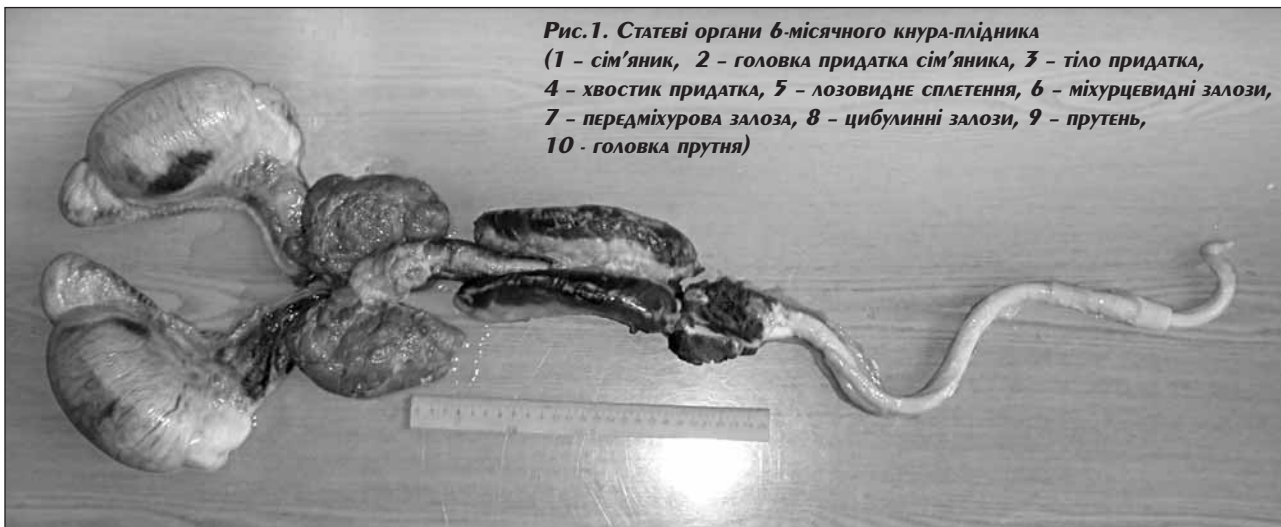 Рис.1. Статеві органи 6-місячного кнура-плідника
(1 – сім'яник, 2 – головка придатка сім'яника, 3 – тіло придатка,
4 – хвостик придатка, 5 – лозовидне сплетення, 6 – міхурцевидні залози,
7 – передміхурова залоза, 8 – цибулинні залози, 9 – прутень,
10 - головка прутня)